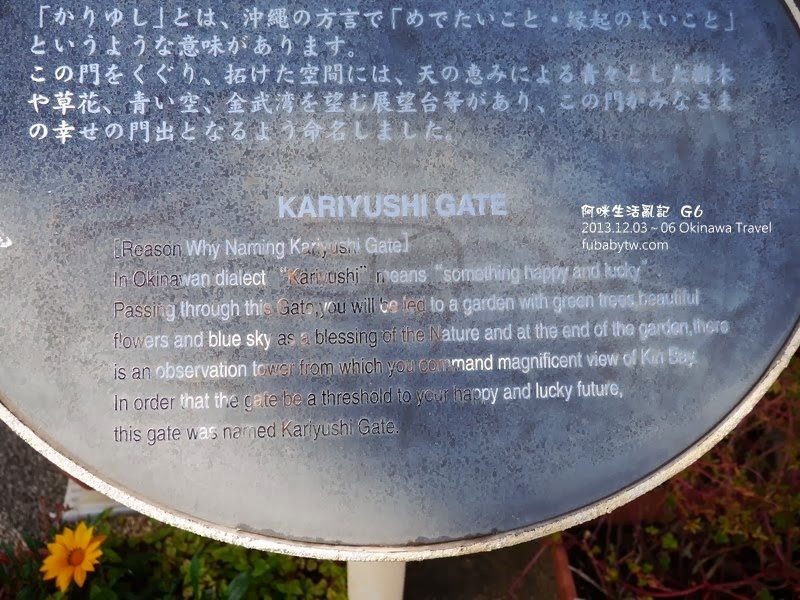 「かりゆし」とは、沖縄の方言で「めでたいこと・縁起のよいこと」
というような意味があります。
この門をくぐり、拓けた空間には、天の恵みによる青々とした樹木
や草花、青い空、金武湾を望む展望台等があり、この門がみなさま
の幸せの門出となるよう命名しました。
KARIYUSHI GATE
[Reason Why Naming Kariyushi Gate]
In Okinawan dialect "Kariyushi" means "something happy and lucky"
Passing through this Gate,you will be led to a garden with green trees beautiful
flowers and blue sky as a blessing of the Nature and at the end of the garden,there
is an observation tower from which you command magnificent view of Kin Bay.
In order that the gate be a threshold to your happy and lucky future,
this gate was named Kariyushi Gate.
阿咪生活亂記 G6
2013.12.03~06 Okinawa Travel
fubabytw.com